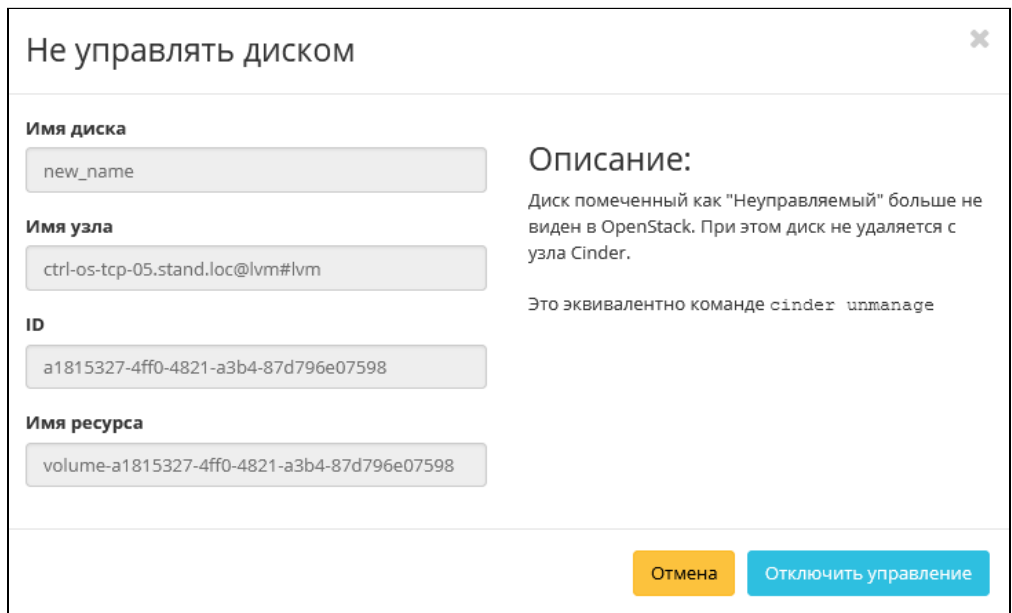 Не управлять диском
×
Имя диска
new_name
Имя узла
ctrl-os-tcp-05.stand.loc@lvm#lvm
ID
a1815327-4ff0-4821-a3b4-87d796e07598
Имя ресурса
volume-a1815327-4ff0-4821-a3b4-87d796e07598
Описание:
Диск помеченный как "Неуправляемый" больше не
виден в OpenStack. При этом диск не удаляется с
узла Cinder.
Это эквивалентно команде cinder unmanage
Отмена
Отключить управление